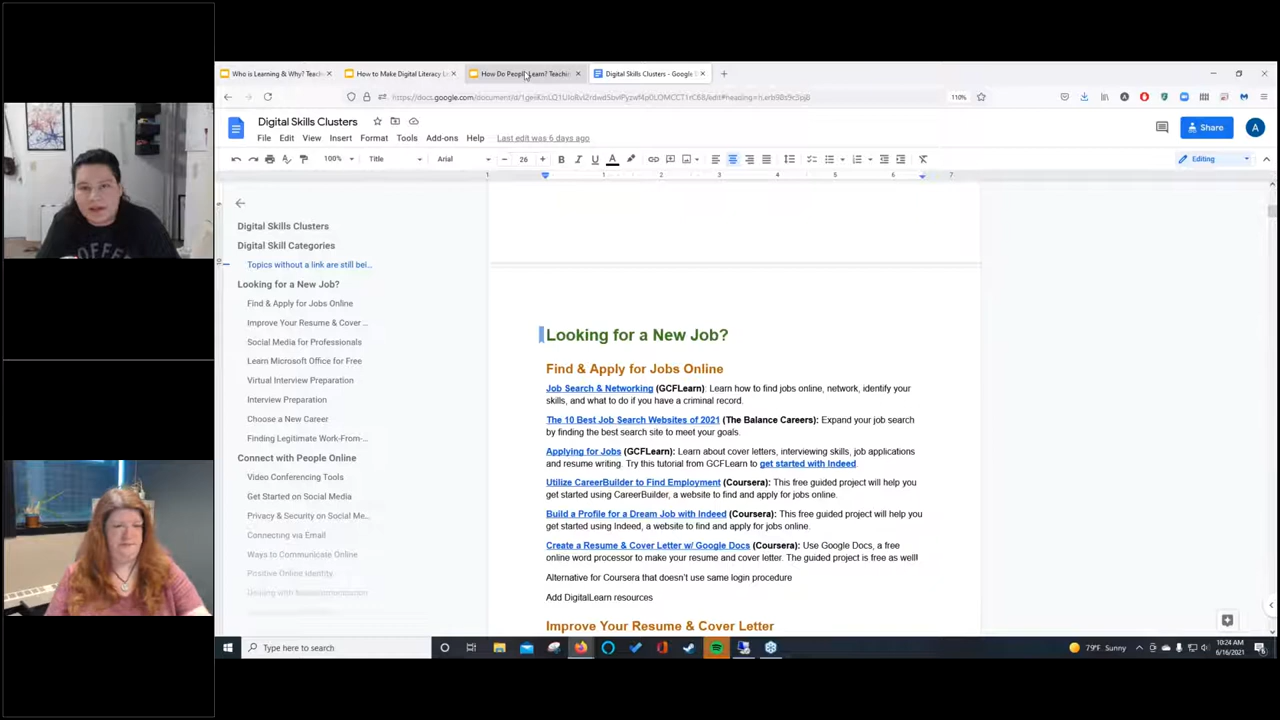 Who is Learning & Why? Teach
How to Make Digital Literacy L
How Do People Learn? Teachi
Digital Skills Clusters - Google
Digital Skills Clusters
File Edit View Insert Format Tools Add-ons Help Last edit was 6 days ago
Share
A
100% Title Arial 26 Editing
110%
1 1 2 3 4 5 6 7
Digital Skills Clusters
Digital Skill Categories
Topics without a link are still bei...
Looking for a New Job?
Find & Apply for Jobs Online
Improve Your Resume & Cover ...
Social Media for Professionals
Learn Microsoft Office for Free
Virtual Interview Preparation
Interview Preparation
Choose a New Career
Finding Legitimate Work-From-...
Connect with People Online
Video Conferencing Tools
Get Started on Social Media
Privacy & Security on Social Me...
Connecting via Email
Ways to Communicate Online
Positive Online Identity
Looking for a New Job?
Find & Apply for Jobs Online
Job Search & Networking (GCFLearn): Learn how to find jobs online, network, identify your
skills, and what to do if you have a criminal record.
The 10 Best Job Search Websites of 2021 (The Balance Careers): Expand your job search
by finding the best search site to meet your goals.
Applying for Jobs (GCFLearn): Learn about cover letters, interviewing skills, job applications
and resume writing. Try this tutorial from GCFLearn to get started with Indeed.
Utilize CareerBuilder to Find Employment (Coursera): This free guided project will help you
get started using CareerBuilder, a website to find and apply for jobs online.
Build a Profile for a Dream Job with Indeed (Coursera): This free guided project will help you
get started using Indeed, a website to find and apply for jobs online.
Create a Resume & Cover Letter w/ Google Docs (Coursera): Use Google Docs, a free
online word processor to make your resume and cover letter. The guided project is free as well!
Alternative for Coursera that doesn't use same login procedure
Add DigitalLearn resources
Improve Your Resume & Cover Letter
Type here to search
79°F Sunny
10:24 AM
6/16/2021